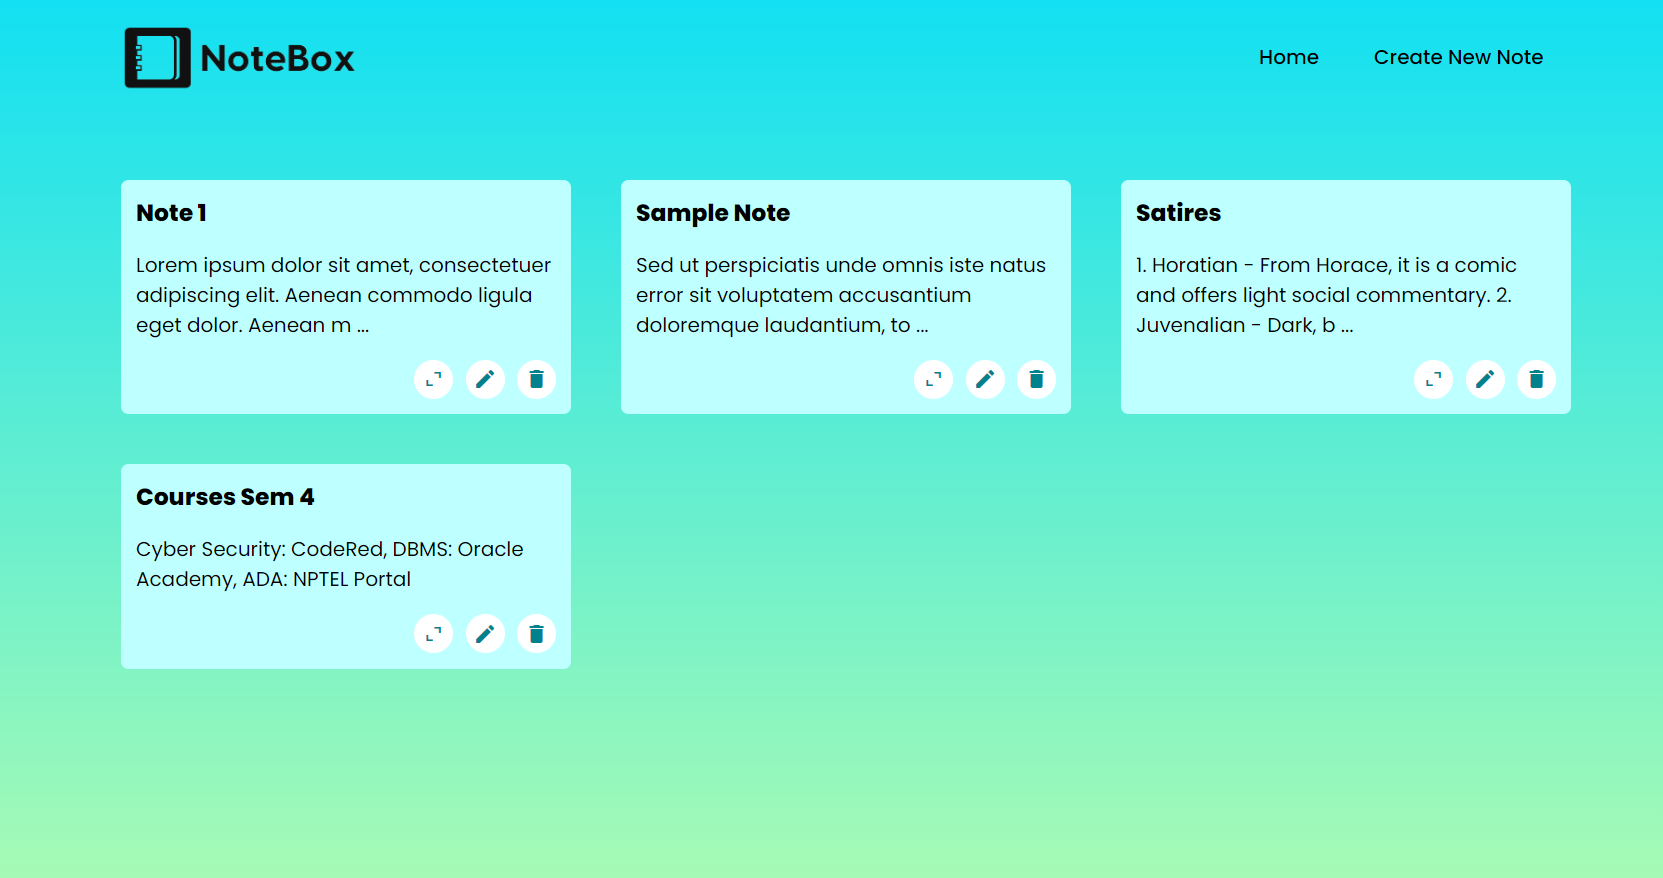 NoteBox
Home
Create New Note
Note 1
Lorem ipsum dolor sit amet, consectetuer
adipiscing elit. Aenean commodo ligula
eget dolor. Aenean m ...
Sample Note
Sed ut perspiciatis unde omnis iste natus
error sit voluptatem accusantium
doloremque laudantium, to ...
Satires
1. Horatian - From Horace, it is a comic
and offers light social commentary. 2.
Juvenalian - Dark, b ...
Courses Sem 4
Cyber Security: CodeRed, DBMS: Oracle
Academy, ADA: NPTEL Portal